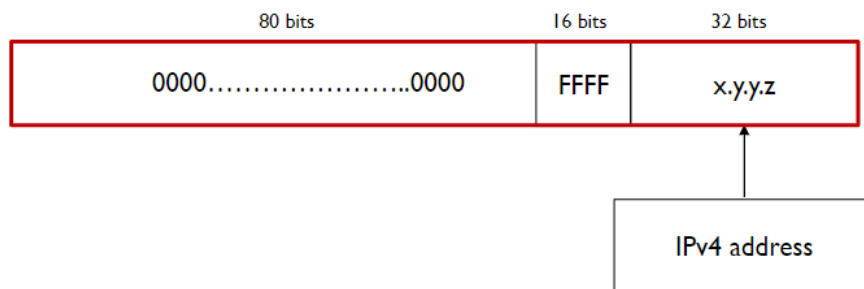 80 bits 16 bits 32 bits
0000…………………..0000 FFFF x.y.y.z
IPv4 address